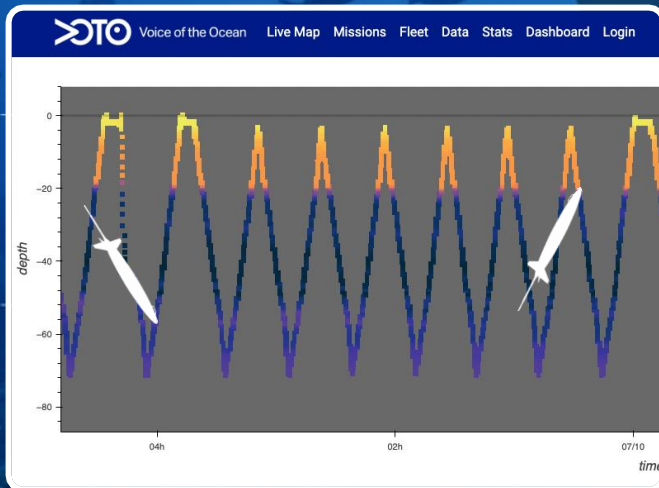 VOTO Voice of the Ocean Live Map Missions Fleet Data Stats Dashboard Login
0
−20
−40
−60
−80
depth
04h 02h 07/10
time